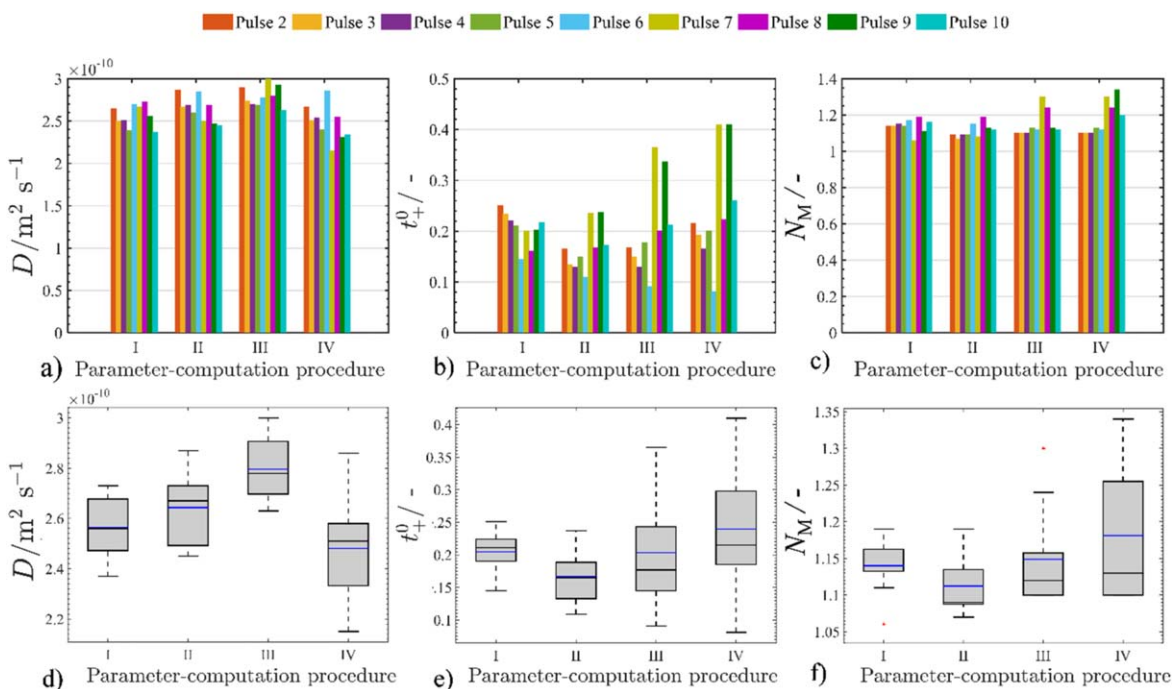 Pulse 2 Pulse 3 Pulse 4 Pulse 5 Pulse 6 Pulse 7 Pulse 8 Pulse 9 Pulse 10
×10⁻¹⁰
3
2.5
2
1.5
1
0.5
0
D/m² s⁻¹
I II III IV
a) Parameter-computation procedure
0.5
0.4
0.3
0.2
0.1
0
t₊⁰/ -
I II III IV
b) Parameter-computation procedure
1.4
1.2
1
0.8
0.6
0.4
0.2
0
N_M/ -
I II III IV
c) Parameter-computation procedure
×10⁻¹⁰
3
2.8
2.6
2.4
2.2
D/m² s⁻¹
I II III IV
d) Parameter-computation procedure
0.4
0.35
0.3
0.25
0.2
0.15
0.1
t₊⁰/ -
I II III IV
e) Parameter-computation procedure
1.35
1.3
1.25
1.2
1.15
1.1
1.05
N_M/ -
I II III IV
f) Parameter-computation procedure